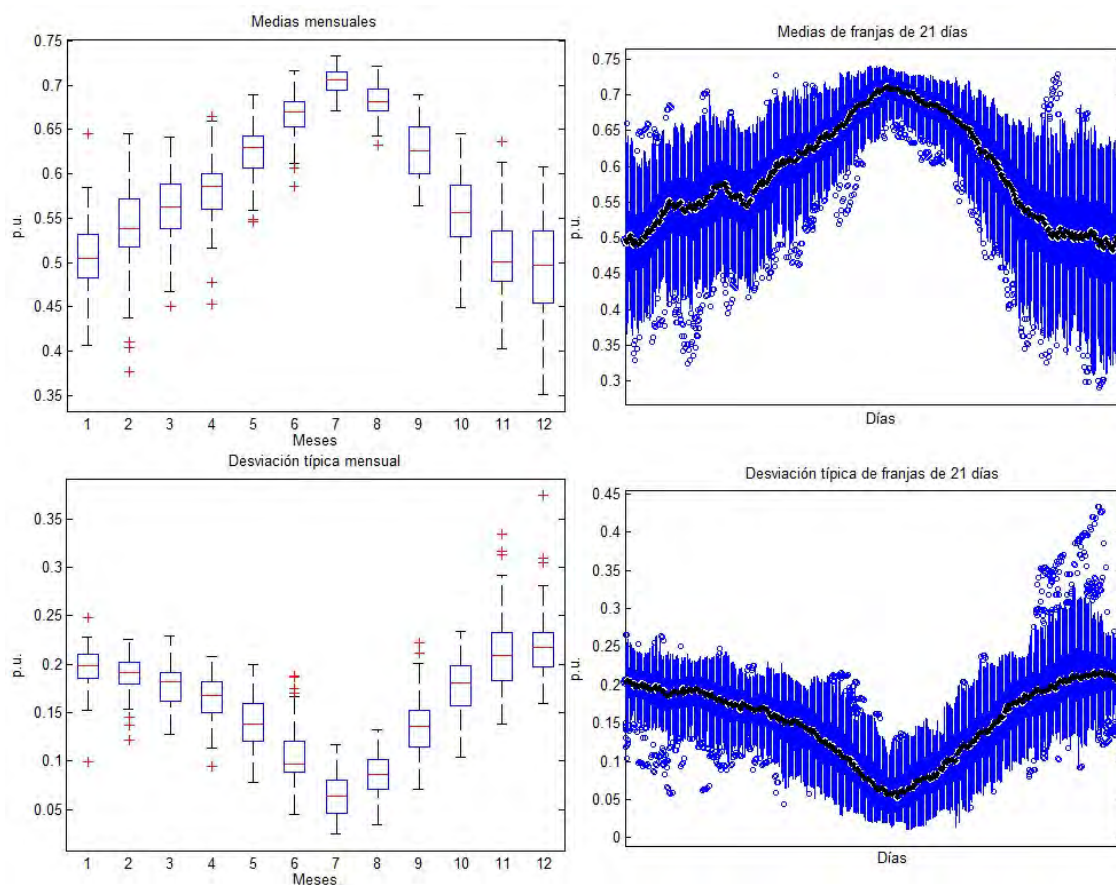 Medias mensuales
0.75
0.7
0.65
0.6
0.55
0.5
0.45
0.4
0.35
p.u.
1 2 3 4 5 6 7 8 9 10 11 12
Meses
Medias de franjas de 21 días
0.75
0.7
0.65
0.6
0.55
0.5
0.45
0.4
0.35
0.3
p.u.
Días
Desviación típica mensual
0.35
0.3
0.25
0.2
0.15
0.1
0.05
p.u.
1 2 3 4 5 6 7 8 9 10 11 12
Meses
Desviación típica de franjas de 21 días
0.45
0.4
0.35
0.3
0.25
0.2
0.15
0.1
0.05
0
p.u.
Días